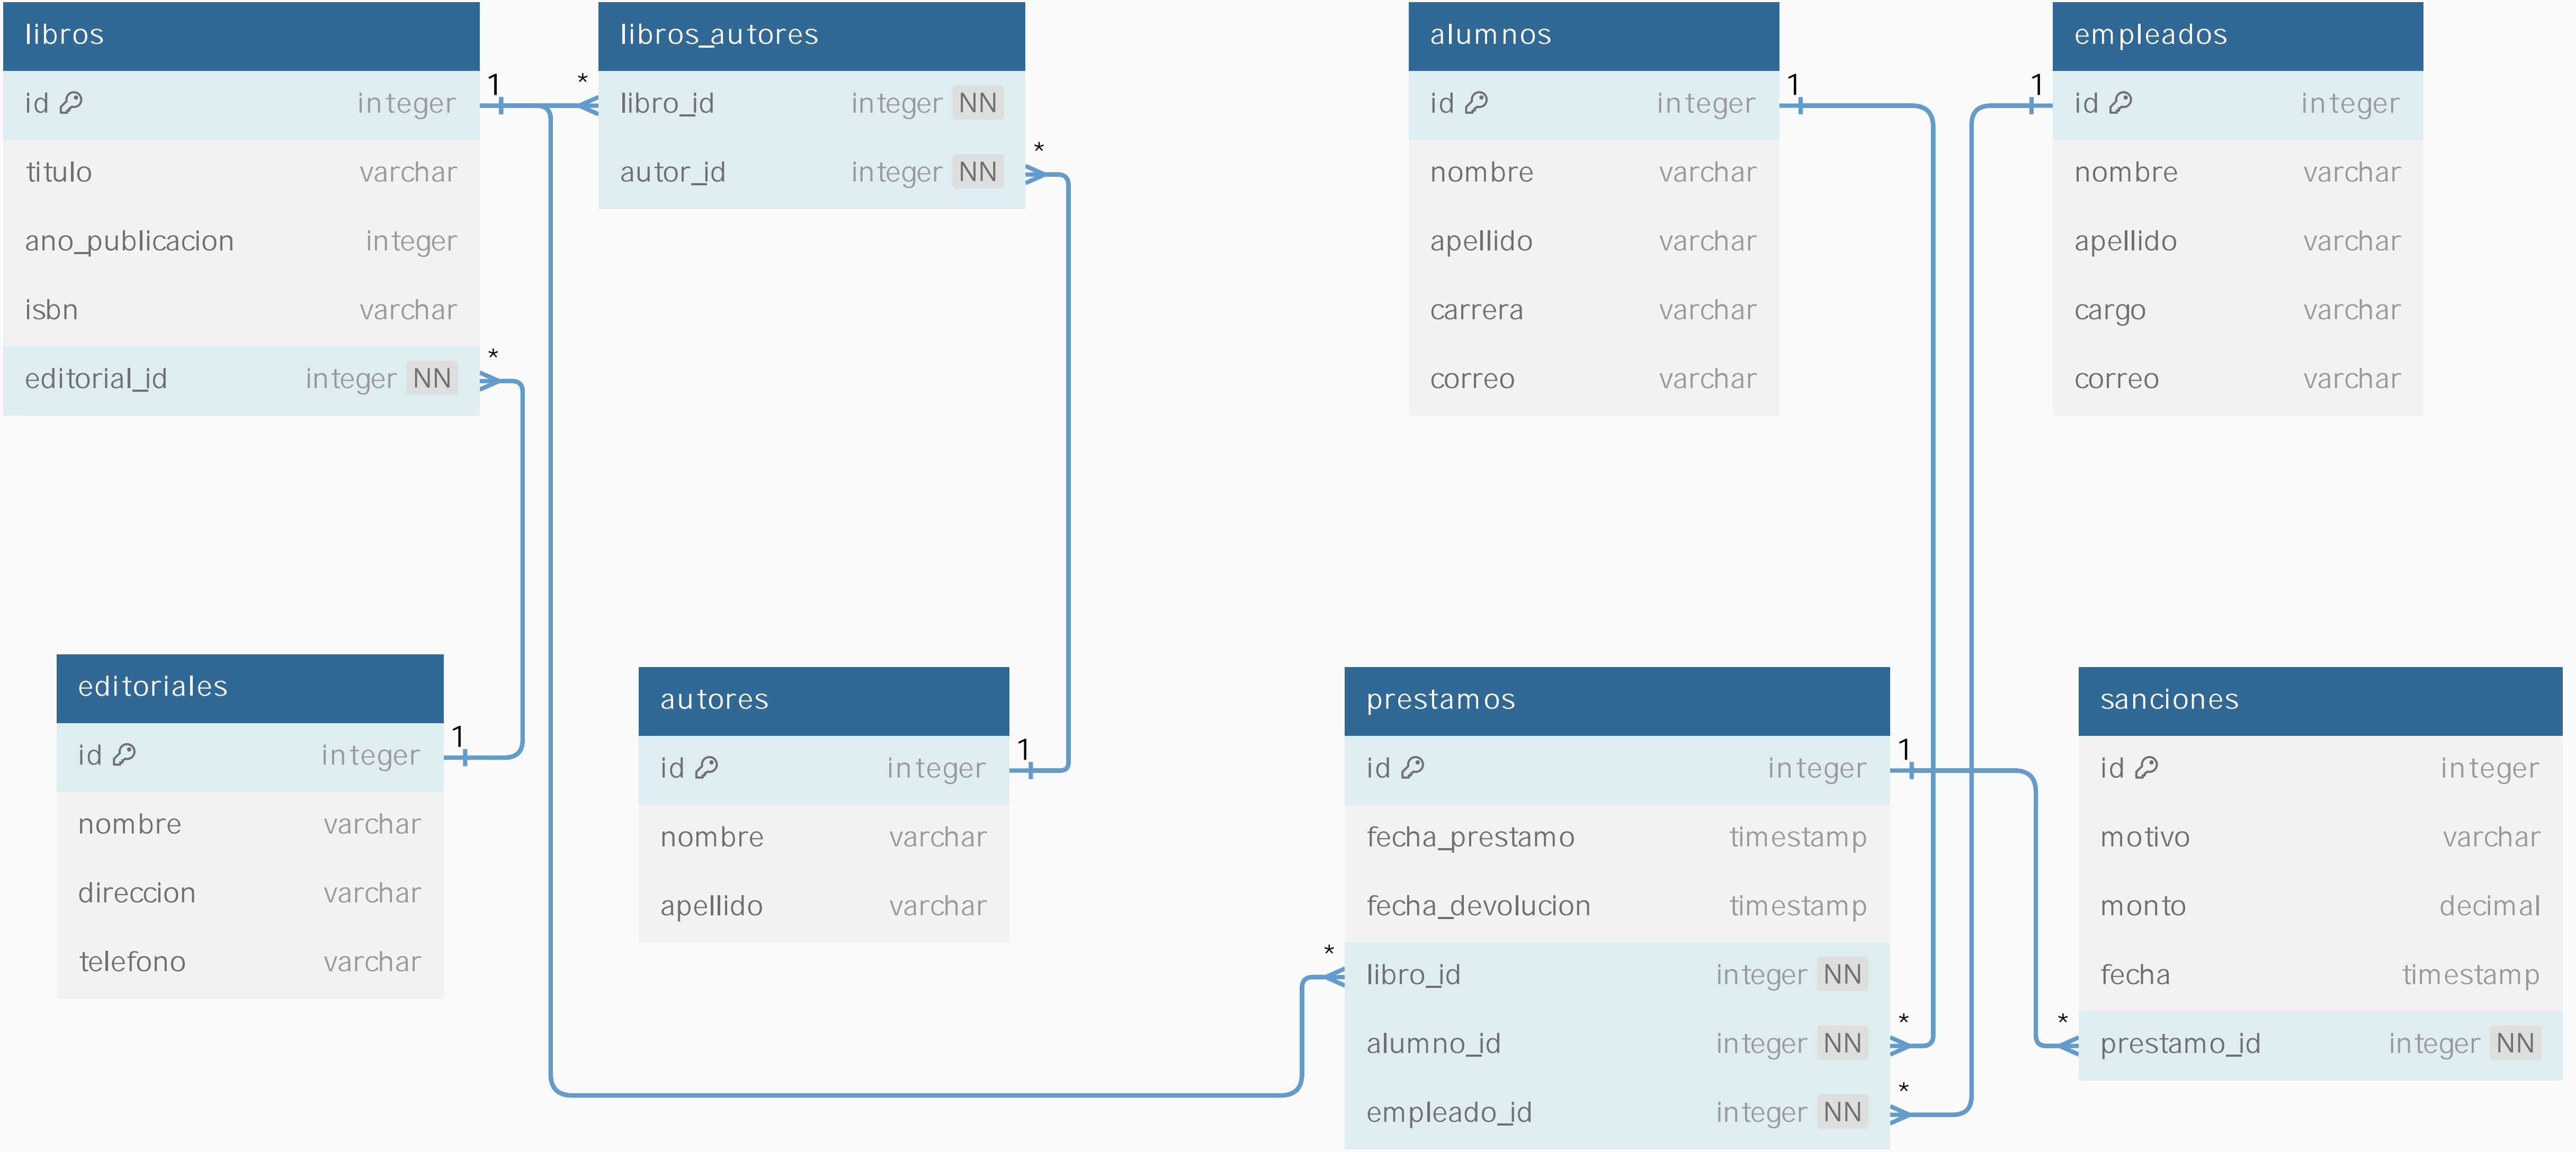 libros
id integer
titulo varchar
ano_publicacion integer
isbn varchar
editorial_id integer NN
1
*
*
libros_autores
libro_id integer NN
autor_id integer NN
*
alumnos
id integer
nombre varchar
apellido varchar
carrera varchar
correo varchar
1
empleados
id integer
nombre varchar
apellido varchar
cargo varchar
correo varchar
1
editoriales
id integer
nombre varchar
direccion varchar
telefono varchar
1
autores
id integer
nombre varchar
apellido varchar
1
prestamos
id integer
fecha_prestamo timestamp
fecha_devolucion timestamp
libro_id integer NN
alumno_id integer NN
empleado_id integer NN
1
*
*
*
sanciones
id integer
motivo varchar
monto decimal
fecha timestamp
prestamo_id integer NN
*